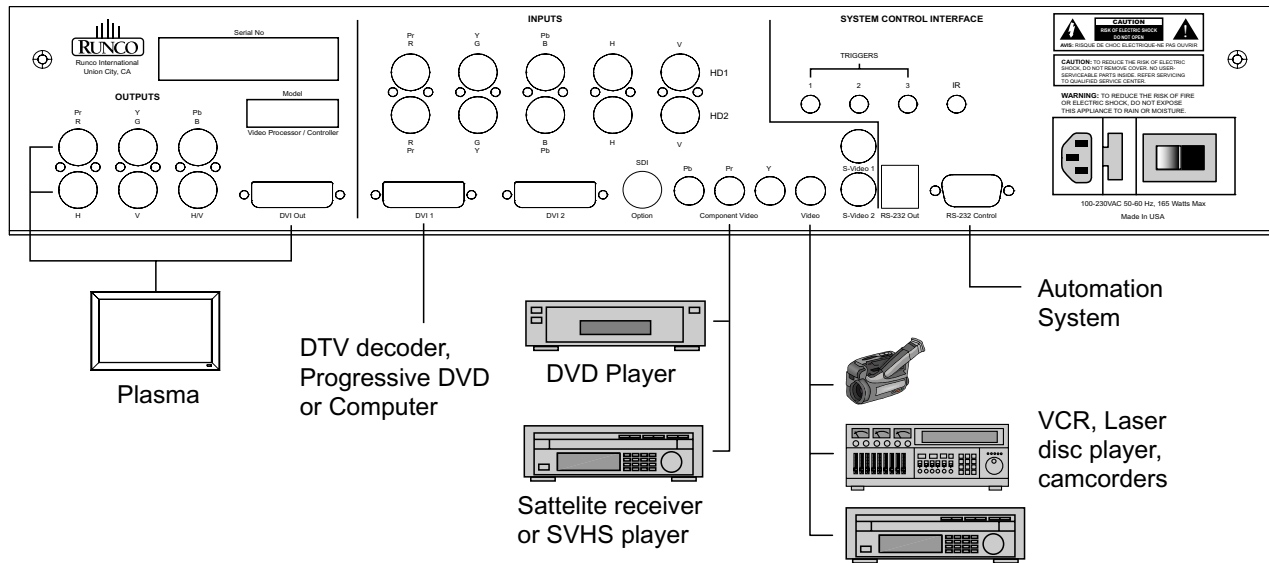 INPUTS
SYSTEM CONTROL INTERFACE
RUNCO
Runco International
Union City, CA
Serial No
OUTPUTS
Model
Video Processor / Controller
Pr Y Pb
R G B
H V H/V
DVI Out
Pr Y Pb
R G B H V
HD1
HD2
R G B H V
Pr Y Pb
DVI 1
DVI 2
SDI
Option
Pb Pr Y
Component Video
Video
S-Video 1
S-Video 2
RS-232 Out
RS-232 Control
TRIGGERS
1 2 3 IR
CAUTION
RISK OF ELECTRIC SHOCK
DO NOT OPEN
AVIS: RISQUE DE CHOC ELECTRIQUE-NE PAS OUVRIR
CAUTION: TO REDUCE THE RISK OF ELECTRIC
SHOCK, DO NOT REMOVE COVER. NO USER-
SERVICEABLE PARTS INSIDE. REFER SERVICING
TO QUALIFIED SERVICE CENTER.
WARNING: TO REDUCE THE RISK OF FIRE
OR ELECTRIC SHOCK, DO NOT EXPOSE
THIS APPLIANCE TO RAIN OR MOISTURE.
100-230VAC 50-60 Hz, 165 Watts Max
Made In USA
Plasma
DTV decoder,
Progressive DVD
or Computer
DVD Player
Sattelite receiver
or SVHS player
Automation
System
VCR, Laser
disc player,
camcorders